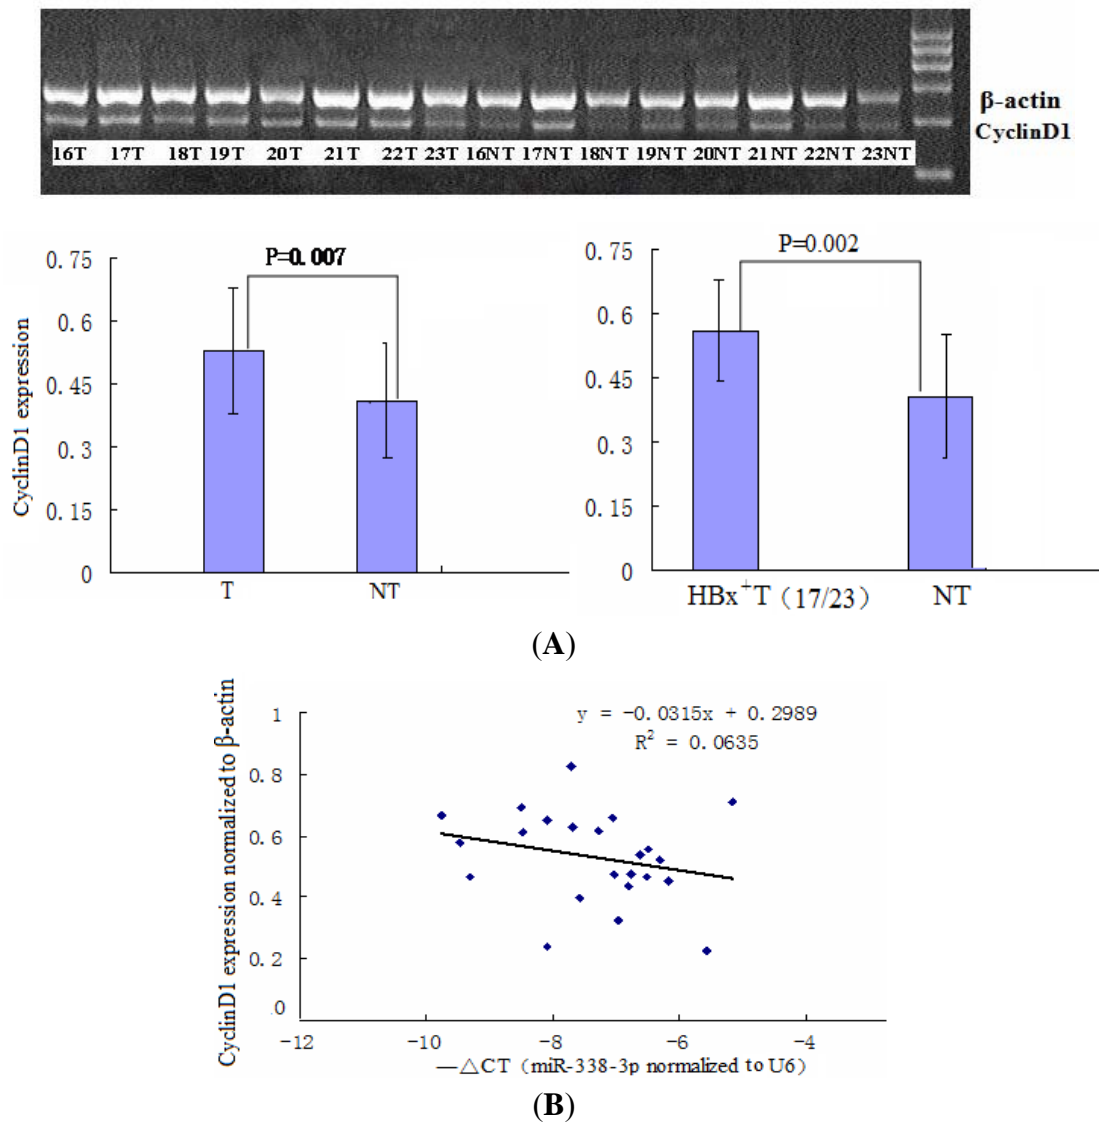 β-actin
CyclinD1
16T 17T 18T 19T 20T 21T 22T 23T 16NT 17NT 18NT 19NT 20NT 21NT 22NT 23NT
CyclinD1 expression
0.75
0.6
0.45
0.3
0.15
0
P=0.007
T NT
0.75
0.6
0.45
0.3
0.15
0
P=0.002
HBx⁺T (17/23) NT
(A)
CyclinD1 expression normalized to β-actin
1
0.8
0.6
0.4
0.2
.0
y = -0.0315x + 0.2989
R² = 0.0635
-12 -10 -8 -6 -4
—△CT (miR-338-3p normalized to U6)
(B)